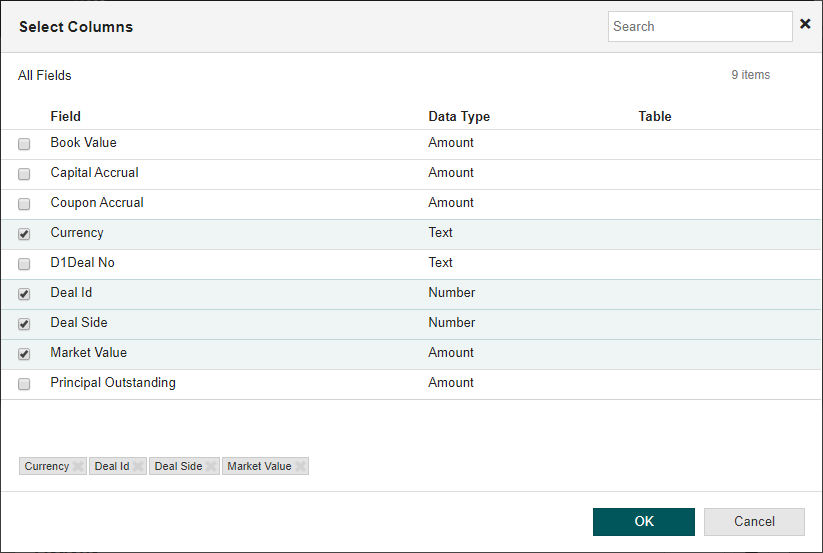 Select Columns Search
All Fields 9 items
Field Data Type Table
Book Value Amount
Capital Accrual Amount
Coupon Accrual Amount
Currency Text
D1Deal No Text
Deal Id Number
Deal Side Number
Market Value Amount
Principal Outstanding Amount
Currency Deal Id Deal Side Market Value
OK Cancel